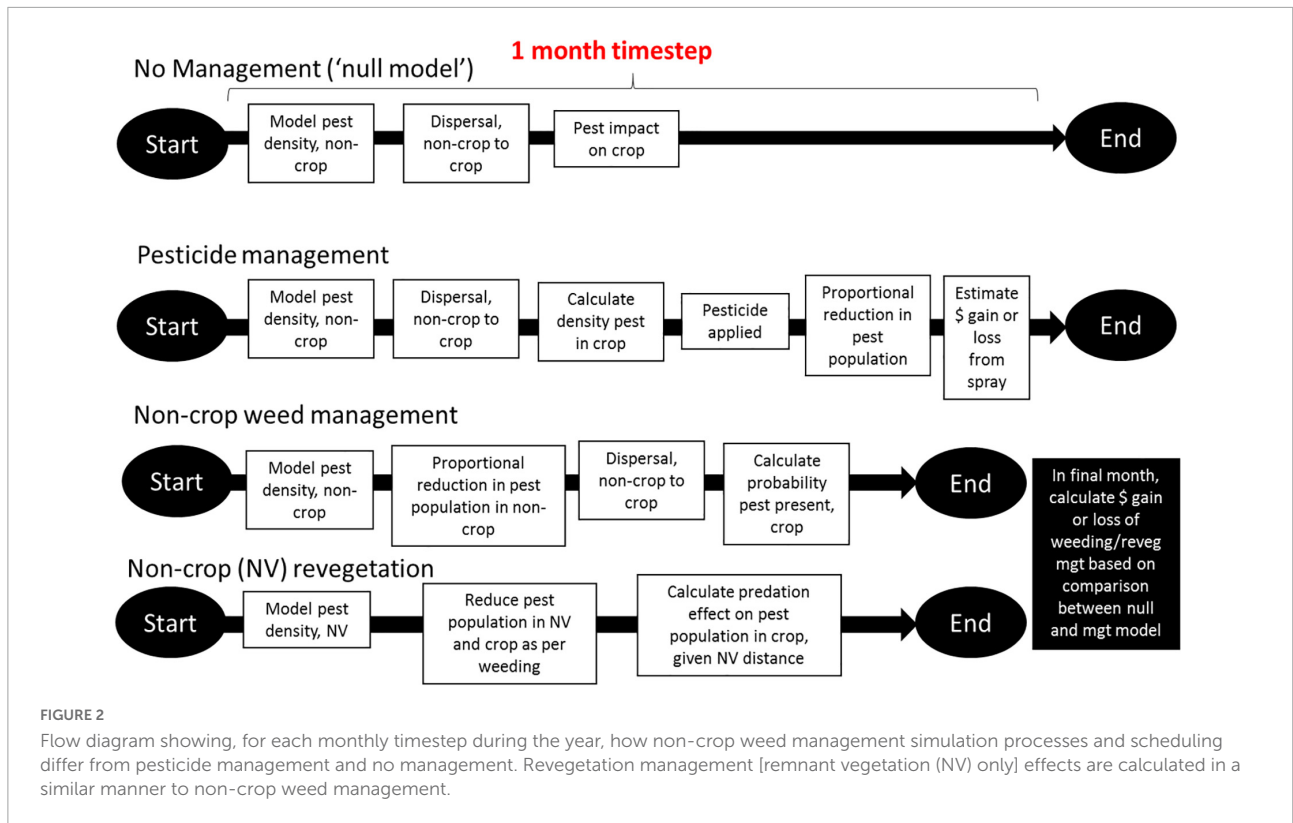 1 month timestep
No Management (‘null model’)
Start
Model pest
density, non-
crop
Dispersal,
non-crop to
crop
Pest impact
on crop
End
Pesticide management
Start
Model pest
density, non-
crop
Dispersal,
non-crop to
crop
Calculate
density pest
in crop
Pesticide
applied
Proportional
reduction in
pest
population
Estimate
$ gain or
loss
from
spray
End
Non-crop weed management
Start
Model pest
density, non-
crop
Proportional
reduction in pest
population in non-
crop
Dispersal,
non-crop to
crop
Calculate
probability
pest present,
crop
End
Non-crop (NV) revegetation
Start
Model pest
density, NV
Reduce pest
population in NV
and crop as per
weeding
Calculate predation
effect on pest
population in crop,
given NV distance
End
In final month,
calculate $ gain
or loss of
weeding/reveg
mgt based on
comparison
between null
and mgt model
FIGURE 2
Flow diagram showing, for each monthly timestep during the year, how non-crop weed management simulation processes and scheduling
differ from pesticide management and no management. Revegetation management [remnant vegetation (NV) only] effects are calculated in a
similar manner to non-crop weed management.